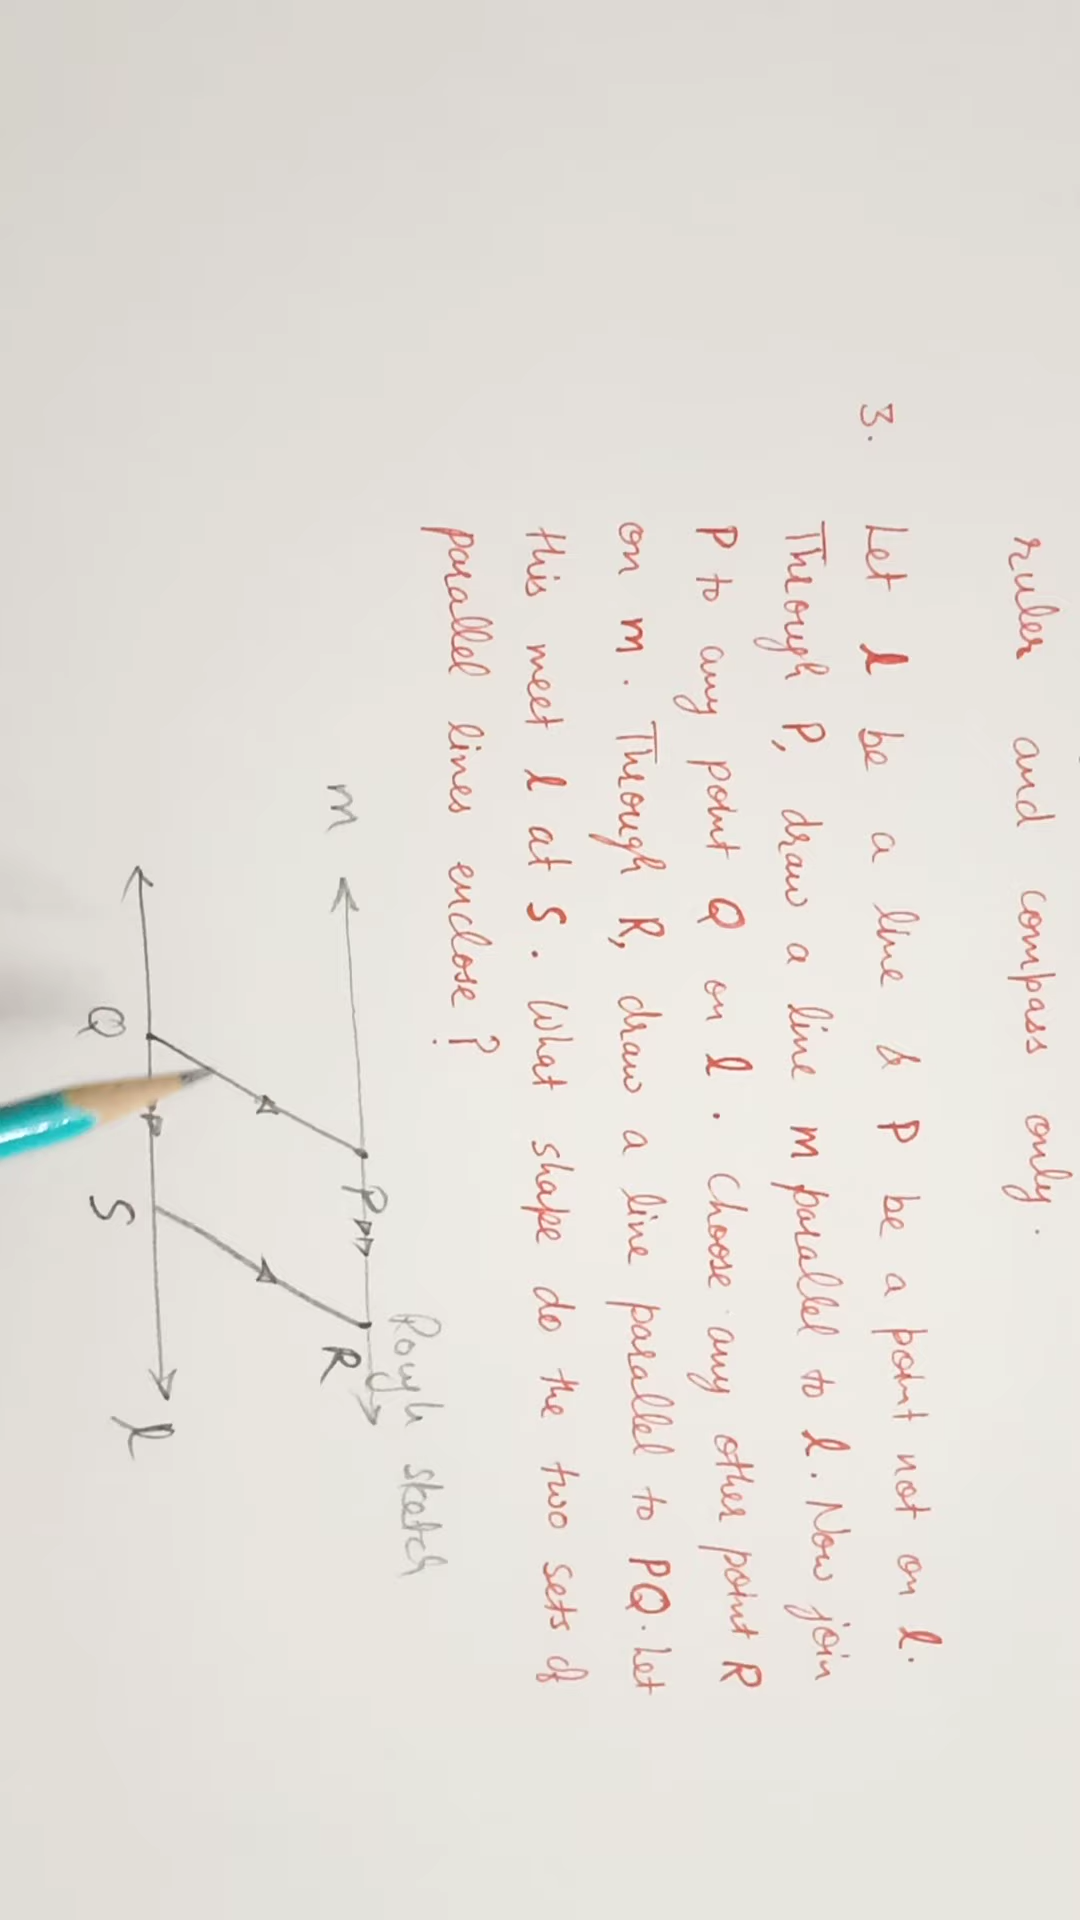 ruler and compass only.
3. Let l be a line & P be a point not on l.
Through P, draw a line m parallel to l. Now join
P to any point Q on l. Choose any other point R
on m. Through R, draw a line parallel to PQ. Let
this meet l at S. What shape do the two sets of
parallel lines enclose?
Rough sketch
m
P
R
Q
S
l